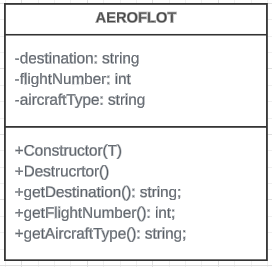 AEROFLOT
-destination: string
-flightNumber: int
-aircraftType: string
+Constructor(T)
+Destrucrtor()
+getDestination(): string;
+getFlightNumber(): int;
+getAircraftType(): string;